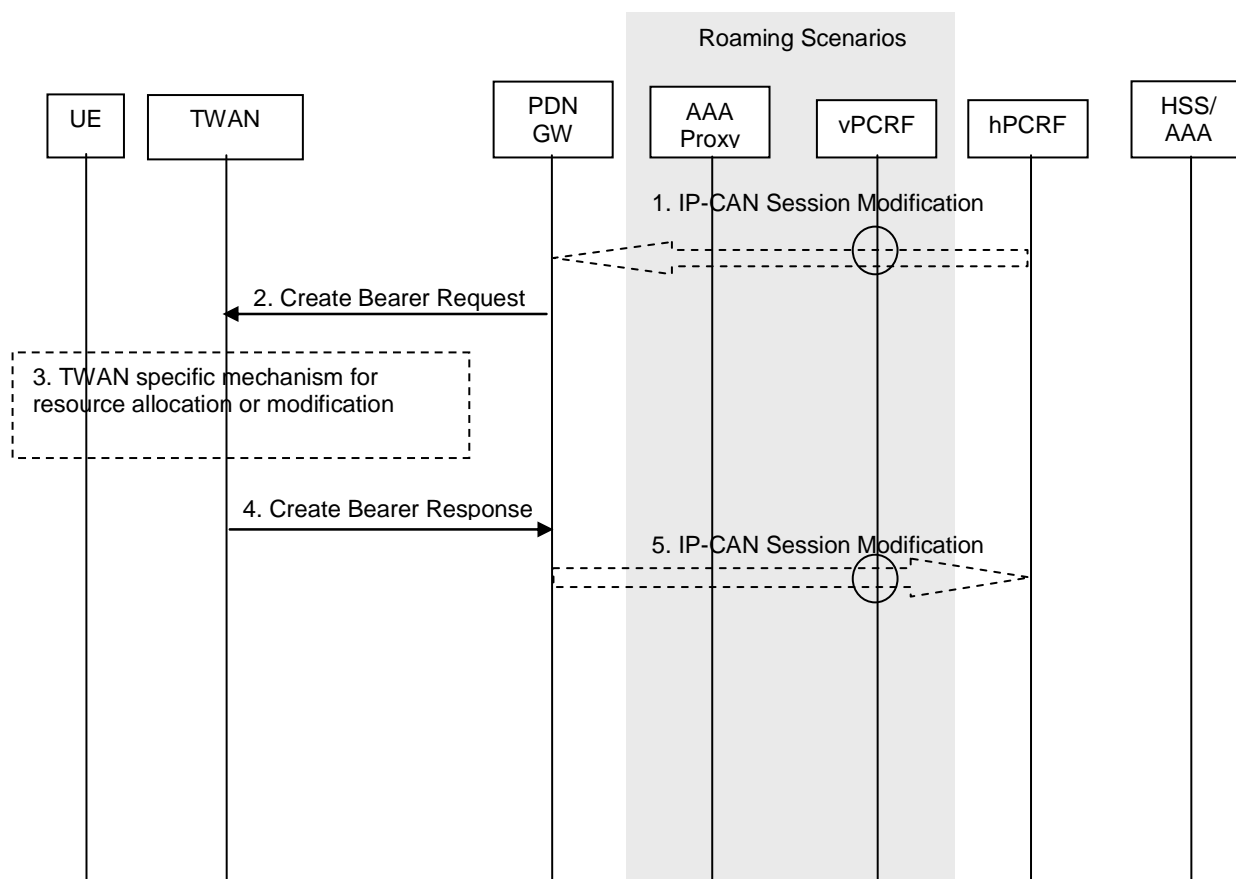 Roaming Scenarios
UE
TWAN
PDN
GW
AAA
Proxy
vPCRF
hPCRF
HSS/
AAA
1. IP-CAN Session Modification
2. Create Bearer Request
3. TWAN specific mechanism for
resource allocation or modification
4. Create Bearer Response
5. IP-CAN Session Modification